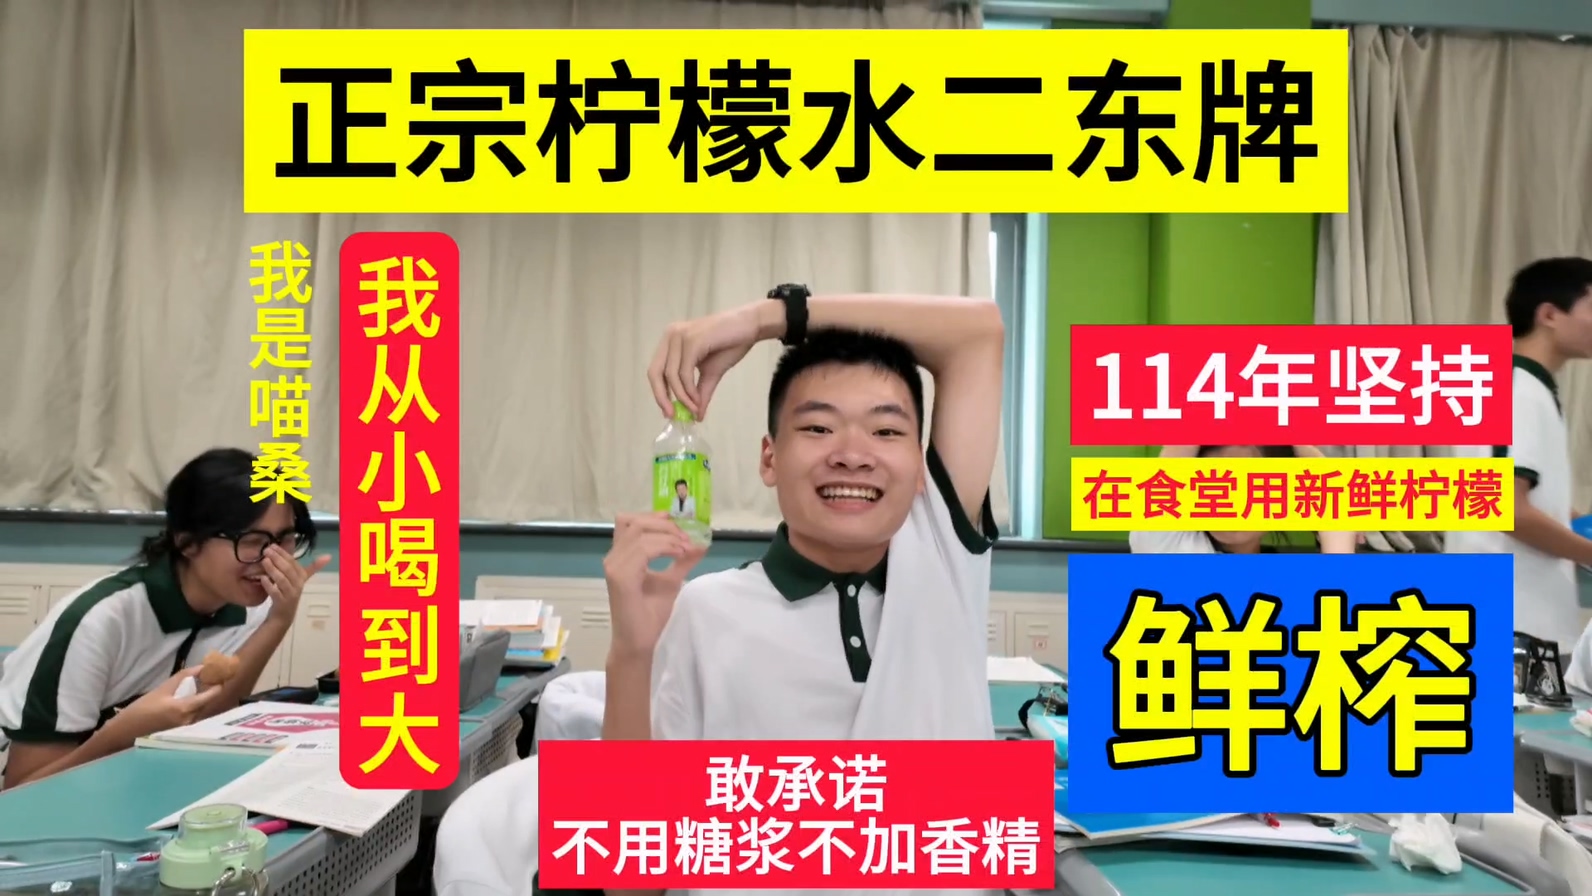 正宗柠檬水二东牌
我是喵桑
我从小喝到大
114年坚持
在食堂用新鲜柠檬
鲜榨
敢承诺
不用糖浆不加香精